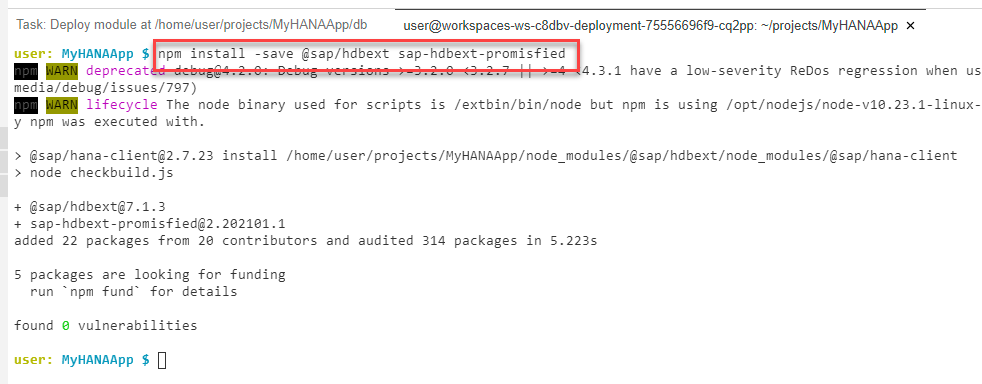 Task: Deploy module at /home/user/projects/MyHANAApp/db
user@workspaces-ws-c8dbv-deployment-75556696f9-cq2pp: ~/projects/MyHANAApp ✕
user: MyHANAApp $ npm install -save @sap/hdbext sap-hdbext-promisfied
npm WARN deprecated debug@4.2.0: Debug versions >=3.2.0 <3.2.7 || >=4 <4.3.1 have a low-severity ReDos regression when us
media/debug/issues/797)
npm WARN lifecycle The node binary used for scripts is /extbin/bin/node but npm is using /opt/nodejs/node-v10.23.1-linux-
y npm was executed with.
> @sap/hana-client@2.7.23 install /home/user/projects/MyHANAApp/node_modules/@sap/hdbext/node_modules/@sap/hana-client
> node checkbuild.js
+ @sap/hdbext@7.1.3
+ sap-hdbext-promisfied@2.202101.1
added 22 packages from 20 contributors and audited 314 packages in 5.223s
5 packages are looking for funding
run `npm fund` for details
found 0 vulnerabilities
user: MyHANAApp $